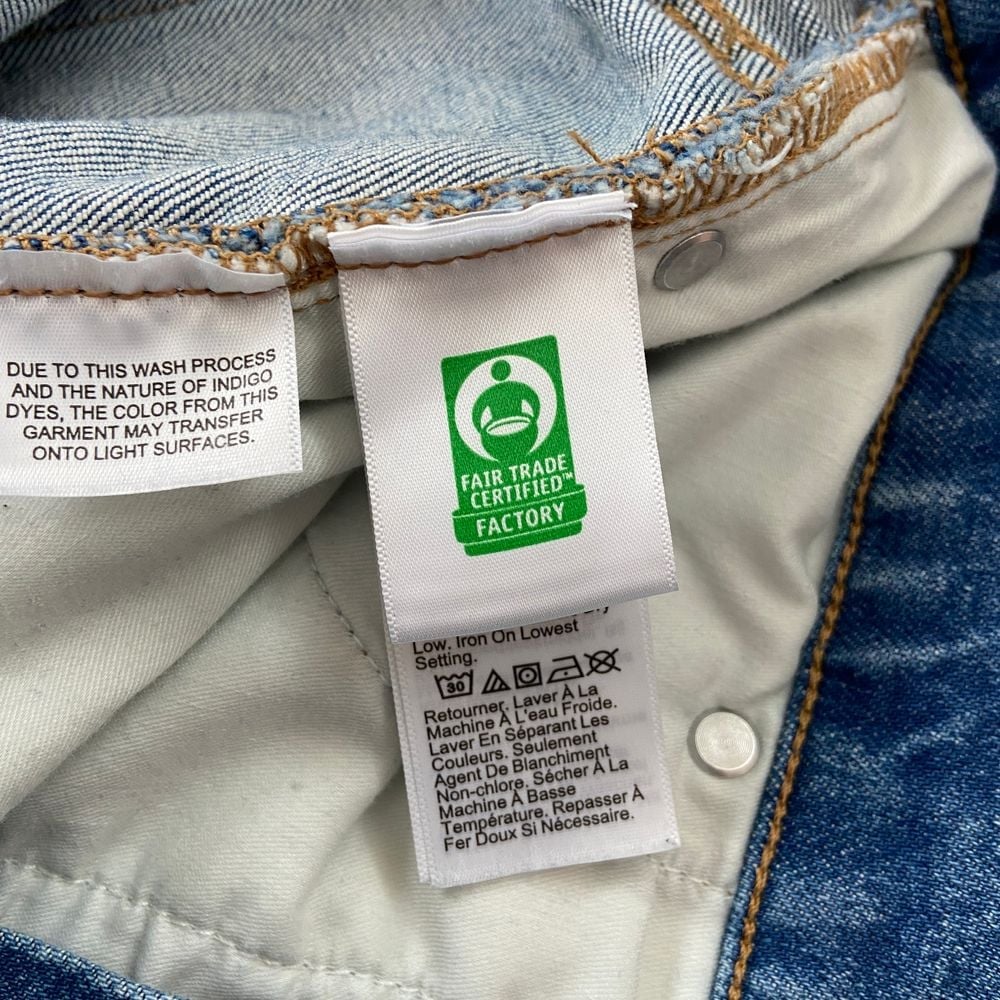 DUE TO THIS WASH PROCESS
AND THE NATURE OF INDIGO
DYES, THE COLOR FROM THIS
GARMENT MAY TRANSFER
ONTO LIGHT SURFACES.
FAIR TRADE
CERTIFIED™
FACTORY
Dry
Low. Iron On Lowest
Setting.
30
Retourner. Laver À La
Machine À L'eau Froide.
Laver En Séparant Les
Couleurs. Seulement
Agent De Blanchiment
Non-chlore. Sécher À La
Machine À Basse
Température. Repasser À
Fer Doux Si Nécessaire.